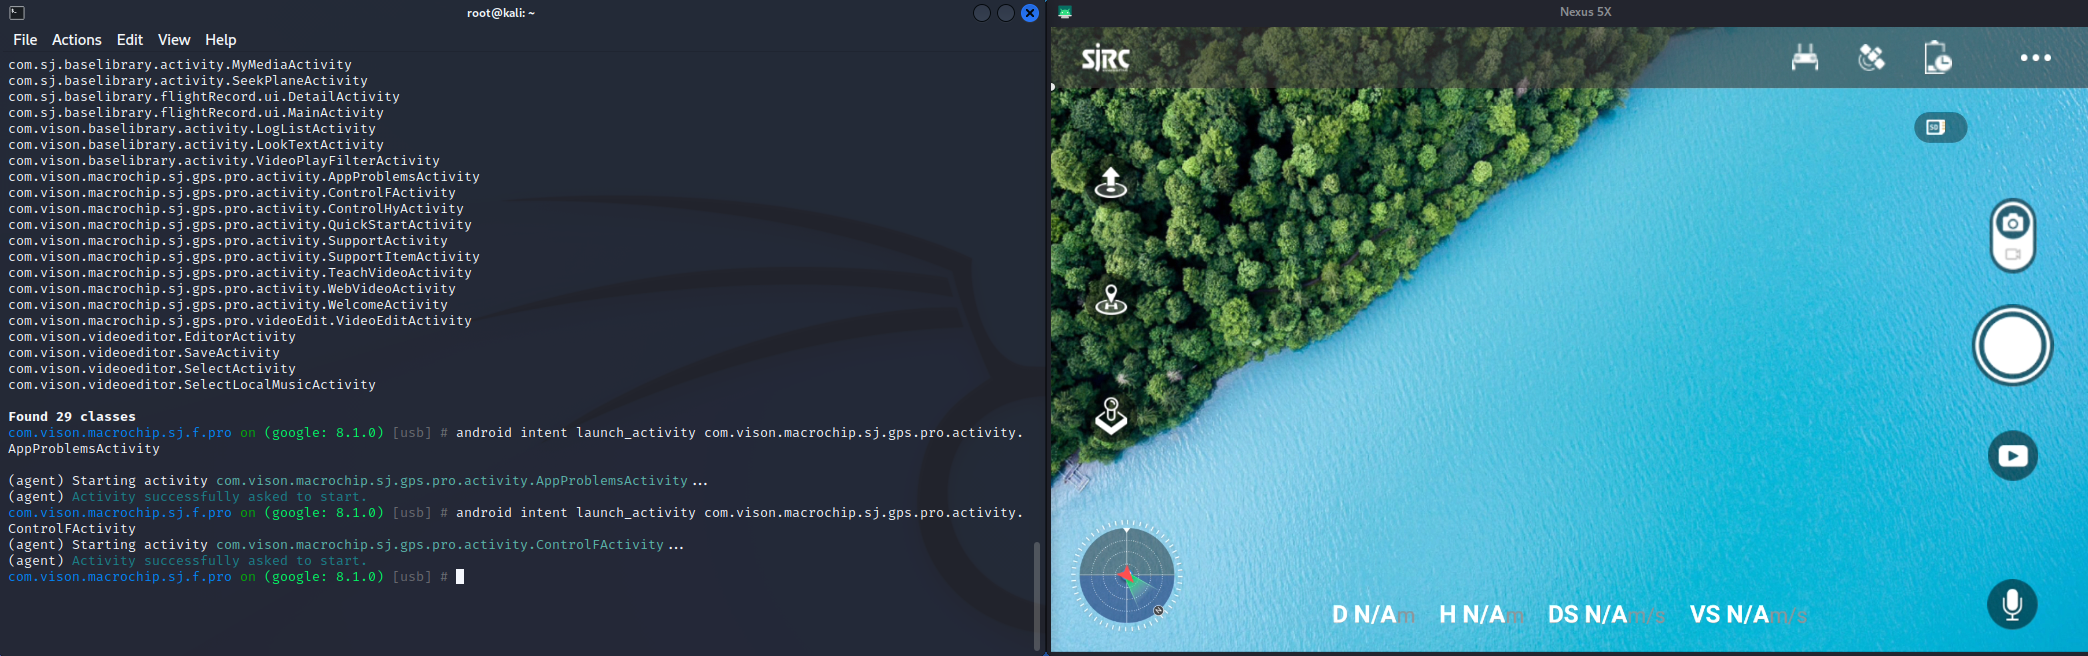 root@kali: ~
File Actions Edit View Help
com.sj.baselibrary.activity.MyMediaActivity
com.sj.baselibrary.activity.SeekPlaneActivity
com.sj.baselibrary.flightRecord.ui.DetailActivity
com.sj.baselibrary.flightRecord.ui.MainActivity
com.vison.baselibrary.activity.LogListActivity
com.vison.baselibrary.activity.LookTextActivity
com.vison.baselibrary.activity.VideoPlayFilterActivity
com.vison.macrochip.sj.gps.pro.activity.AppProblemsActivity
com.vison.macrochip.sj.gps.pro.activity.ControlFActivity
com.vison.macrochip.sj.gps.pro.activity.ControlHyActivity
com.vison.macrochip.sj.gps.pro.activity.QuickStartActivity
com.vison.macrochip.sj.gps.pro.activity.SupportActivity
com.vison.macrochip.sj.gps.pro.activity.SupportItemActivity
com.vison.macrochip.sj.gps.pro.activity.TeachVideoActivity
com.vison.macrochip.sj.gps.pro.activity.WebVideoActivity
com.vison.macrochip.sj.gps.pro.activity.WelcomeActivity
com.vison.macrochip.sj.gps.pro.videoEdit.VideoEditActivity
com.vison.videoeditor.EditorActivity
com.vison.videoeditor.SaveActivity
com.vison.videoeditor.SelectActivity
com.vison.videoeditor.SelectLocalMusicActivity
Found 29 classes
com.vison.macrochip.sj.f.pro on (google: 8.1.0) [usb] # android intent launch_activity com.vison.macrochip.sj.gps.pro.activity.
AppProblemsActivity
(agent) Starting activity com.vison.macrochip.sj.gps.pro.activity.AppProblemsActivity...
(agent) Activity successfully asked to start.
com.vison.macrochip.sj.f.pro on (google: 8.1.0) [usb] # android intent launch_activity com.vison.macrochip.sj.gps.pro.activity.
ControlFActivity
(agent) Starting activity com.vison.macrochip.sj.gps.pro.activity.ControlFActivity...
(agent) Activity successfully asked to start.
com.vison.macrochip.sj.f.pro on (google: 8.1.0) [usb] #
Nexus 5X
SJRC
SD
D N/Am H N/Am DS N/Am/s VS N/Am/s